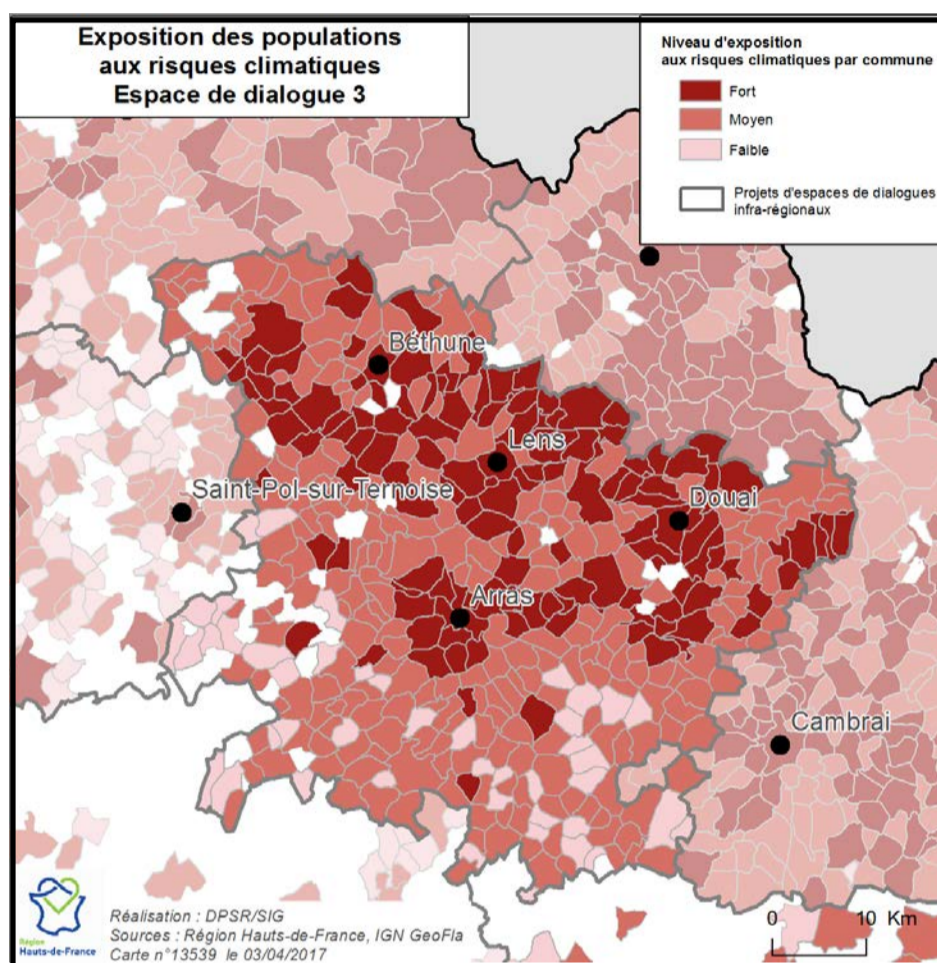 Exposition des populations
aux risques climatiques
Espace de dialogue 3
Niveau d'exposition
aux risques climatiques par commune
Fort
Moyen
Faible
Projets d'espaces de dialogues
infra-régionaux
Béthune
Lens
Saint-Pol-sur-Ternoise
Douai
Arras
Cambrai
0 10 Km
Région
Hauts-de-France
Réalisation : DPSR/SIG
Sources : Région Hauts-de-France, IGN GeoFla
Carte n°13539 le 03/04/2017